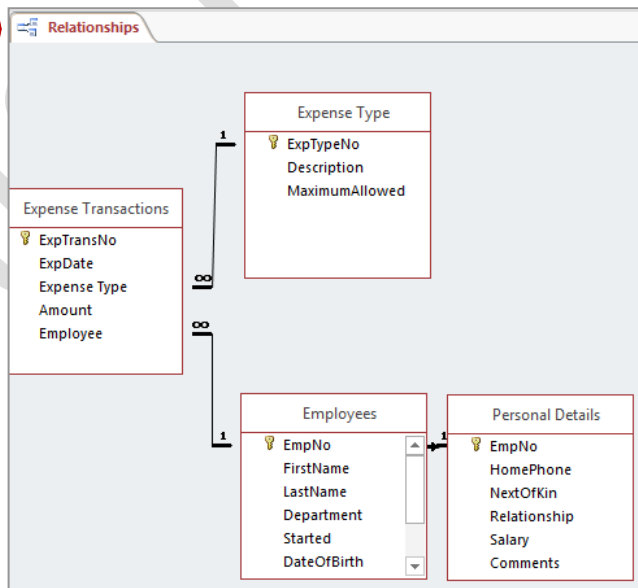 Relationships
Expense Type
1
ExpTypeNo
Description
MaximumAllowed
Expense Transactions
ExpTransNo
ExpDate
Expense Type
∞
Amount
Employee
∞
Employees
Personal Details
1
EmpNo
1
EmpNo
FirstName
HomePhone
LastName
NextOfKin
Department
Relationship
Started
Salary
DateOfBirth
Comments